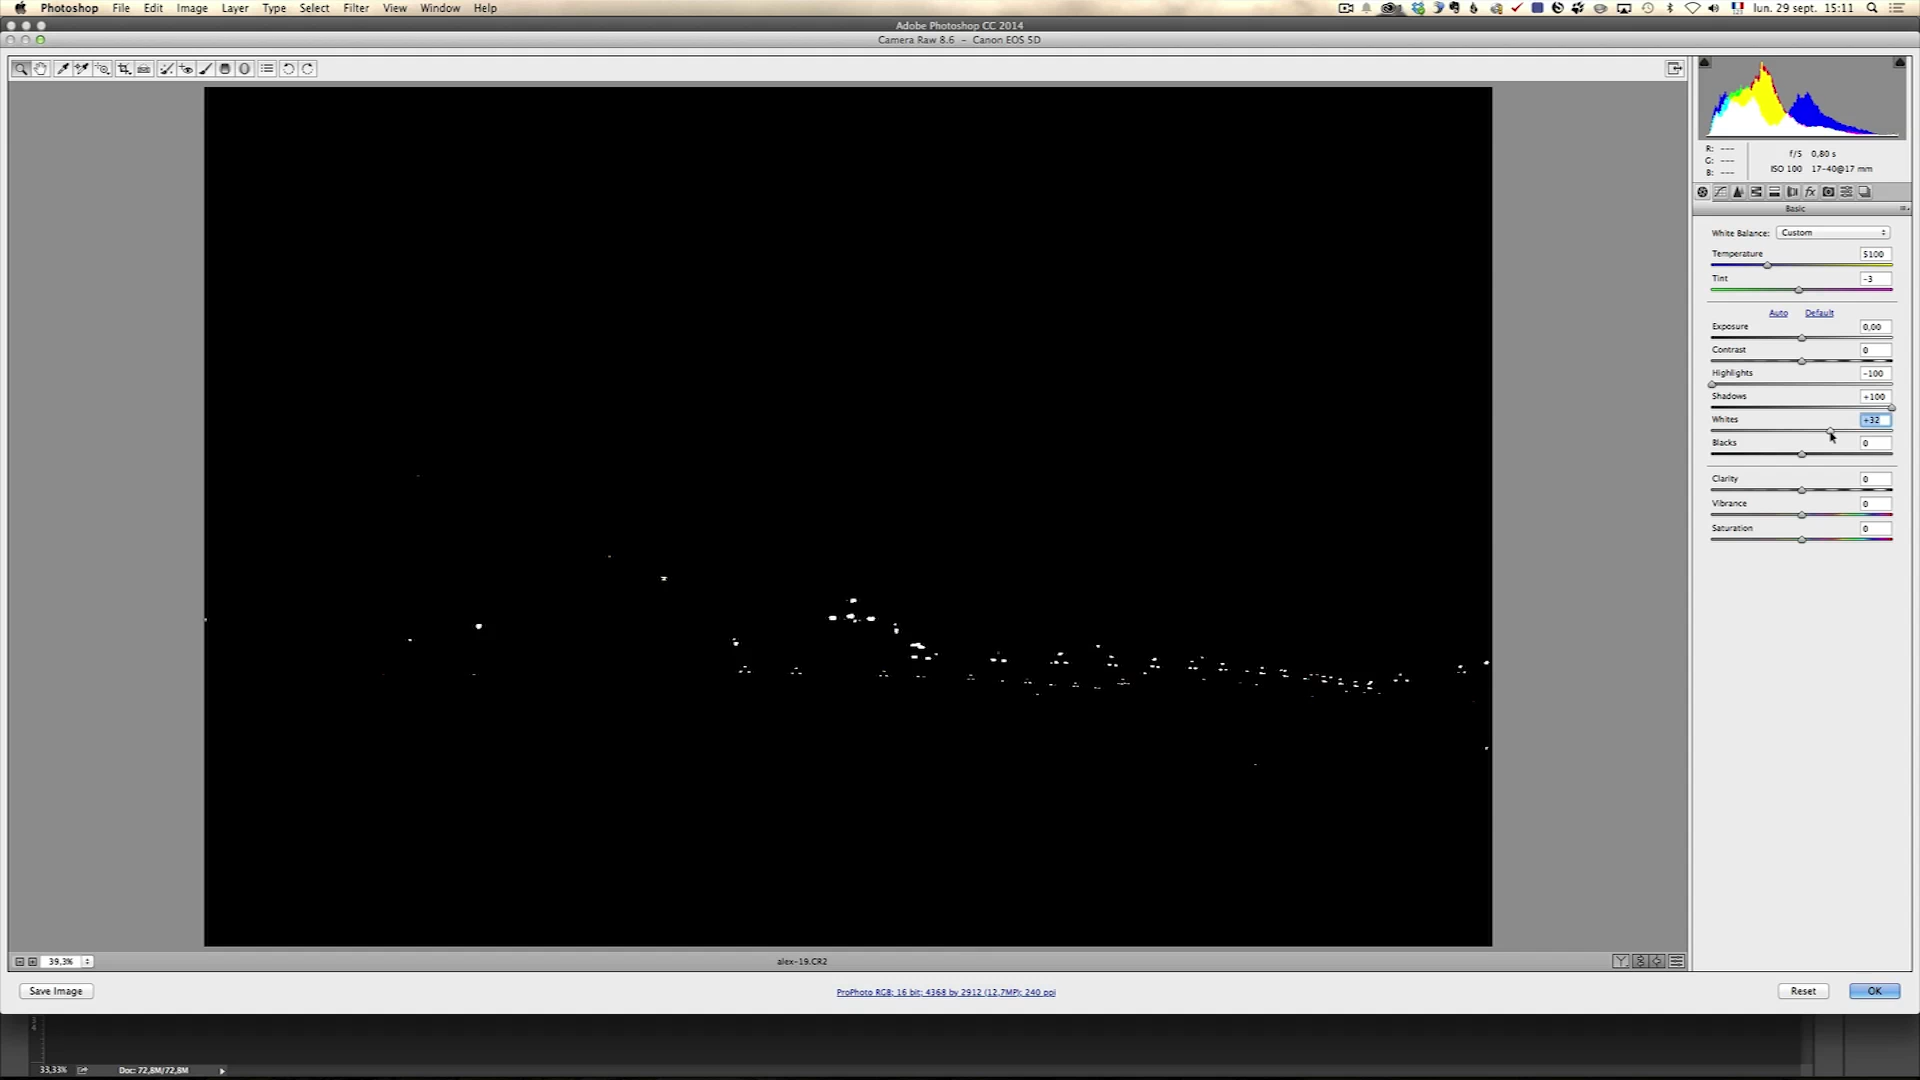 Photoshop File Edit Image Layer Type Select Filter View Window Help lun. 29 sept. 15:11
Adobe Photoshop CC 2014
Camera Raw 8.6 - Canon EOS 5D
R: ---
G: ---
B: ---
f/5 0,80 s
ISO 100 17-40@17 mm
Basic
White Balance: Custom
Temperature 5100
Tint -3
Auto Default
Exposure 0,00
Contrast 0
Highlights -100
Shadows +100
Whites +32
Blacks 0
Clarity 0
Vibrance 0
Saturation 0
39,3% alex-19.CR2
Save Image ProPhoto RGB; 16 bit; 4368 by 2912 (12,7MP); 240 ppi Reset OK
33,33% Doc: 72,8M/72,8M